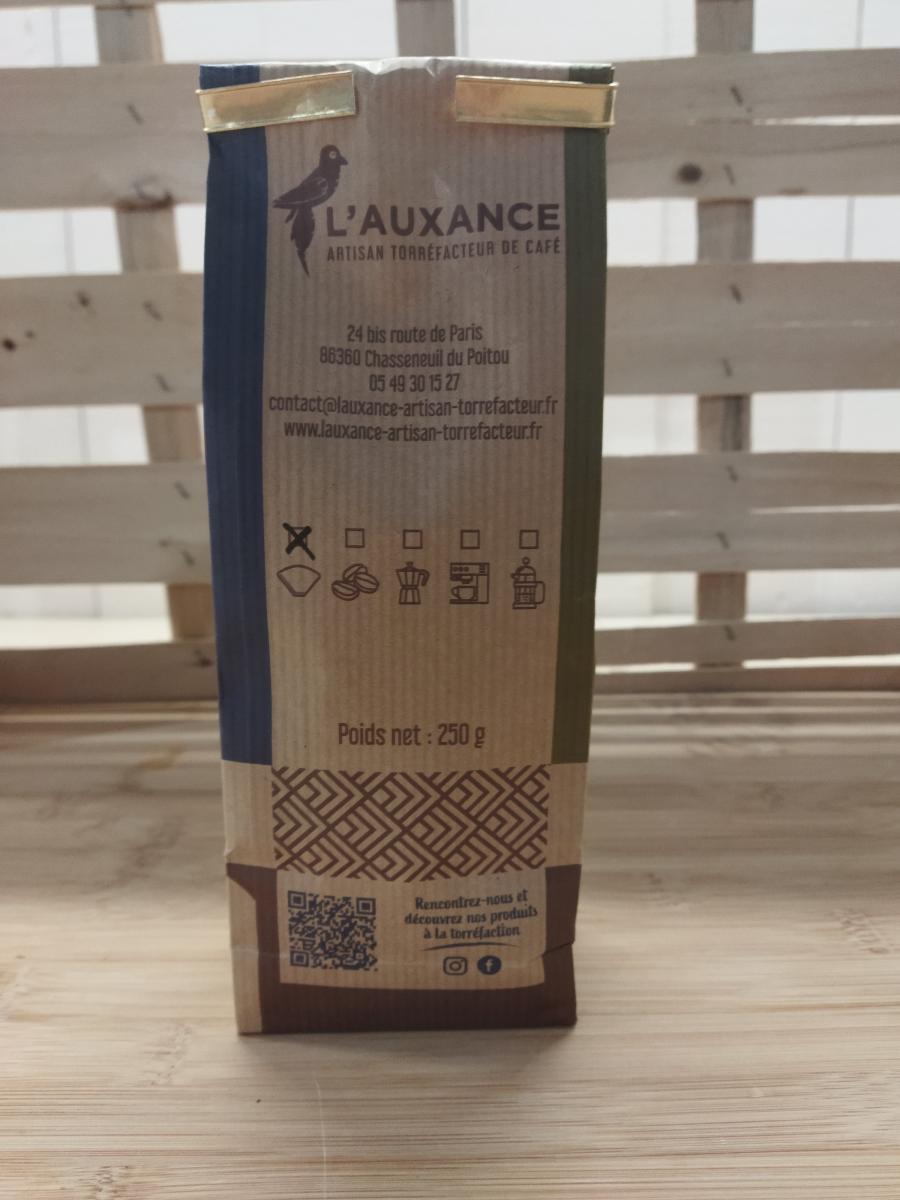 L'AUXANCE
ARTISAN TORRÉFACTEUR DE CAFÉ
24 bis route de Paris
86360 Chasseneuil du Poitou
05 49 30 15 27
contact@lauxance-artisan-torrefacteur.fr
www.lauxance-artisan-torrefacteur.fr
Poids net : 250 g
Rencontrez-nous et
découvrez nos produits
à la torréfaction